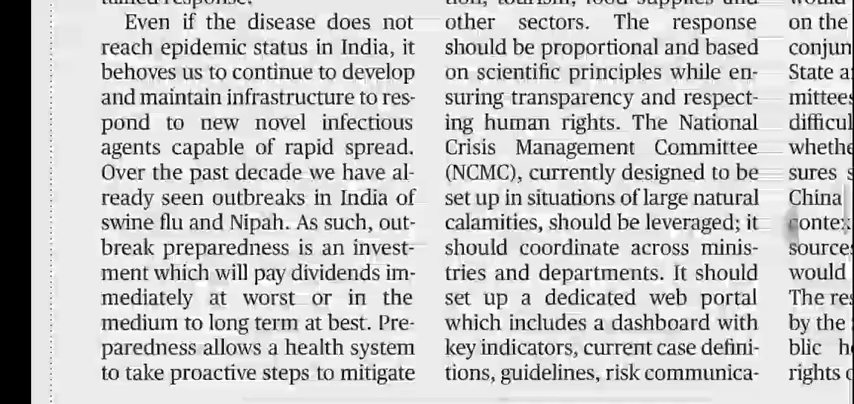 Even if the disease does not
reach epidemic status in India, it
behoves us to continue to develop
and maintain infrastructure to res-
pond to new novel infectious
agents capable of rapid spread.
Over the past decade we have al-
ready seen outbreaks in India of
swine flu and Nipah. As such, out-
break preparedness is an invest-
ment which will pay dividends im-
mediately at worst or in the
medium to long term at best. Pre-
paredness allows a health system
to take proactive steps to mitigate
other sectors. The response
should be proportional and based
on scientific principles while en-
suring transparency and respect-
ing human rights. The National
Crisis Management Committee
(NCMC), currently designed to be
set up in situations of large natural
calamities, should be leveraged; it
should coordinate across minis-
tries and departments. It should
set up a dedicated web portal
which includes a dashboard with
key indicators, current case defini-
tions, guidelines, risk communica-
on the
conjun
State
mittees
difficul
whethe
sures
China
contex
source
would
The
by the
blic
rights